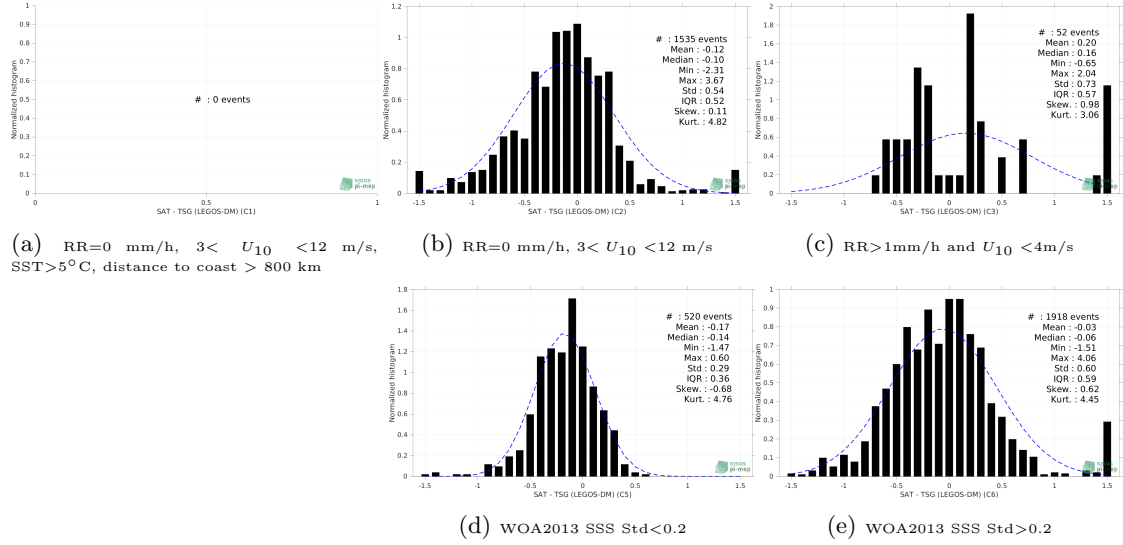 1
0.9
0.8
0.7
0.6
0.5
0.4
0.3
0.2
0.1
0
Normalized histogram
# : 0 events
smos
pi-mep
0 0.5 1
SAT - TSG (LEGOS-DM) (C1)
(a) RR=0 mm/h, 3< U10 <12 m/s,
SST>5°C, distance to coast > 800 km
1.2
1
0.8
0.6
0.4
0.2
0
Normalized histogram
# : 1535 events
Mean : -0.12
Median : -0.10
Min : -2.31
Max : 3.67
Std : 0.54
IQR : 0.52
Skew. : 0.11
Kurt. : 4.82
smos
pi-mep
-1.5 -1 -0.5 0 0.5 1 1.5
SAT - TSG (LEGOS-DM) (C2)
(b) RR=0 mm/h, 3< U10 <12 m/s
2
1.8
1.6
1.4
1.2
1
0.8
0.6
0.4
0.2
0
Normalized histogram
# : 52 events
Mean : 0.20
Median : 0.16
Min : -0.65
Max : 2.04
Std : 0.73
IQR : 0.57
Skew. : 0.98
Kurt. : 3.06
pi-mep
-1.5 -1 -0.5 0 0.5 1 1.5
SAT - TSG (LEGOS-DM) (C3)
(c) RR>1mm/h and U10 <4m/s
1.8
1.6
1.4
1.2
1
0.8
0.6
0.4
0.2
0
Normalized histogram
# : 520 events
Mean : -0.17
Median : -0.14
Min : -1.47
Max : 0.60
Std : 0.29
IQR : 0.36
Skew. : -0.68
Kurt. : 4.76
smos
pi-mep
-1.5 -1 -0.5 0 0.5 1 1.5
SAT - TSG (LEGOS-DM) (C5)
(d) WOA2013 SSS Std<0.2
1
0.9
0.8
0.7
0.6
0.5
0.4
0.3
0.2
0.1
0
Normalized histogram
# : 1918 events
Mean : -0.03
Median : -0.06
Min : -1.51
Max : 4.06
Std : 0.60
IQR : 0.59
Skew. : 0.62
Kurt. : 4.45
smos
pi-mep
-1.5 -1 -0.5 0 0.5 1 1.5
SAT - TSG (LEGOS-DM) (C6)
(e) WOA2013 SSS Std>0.2